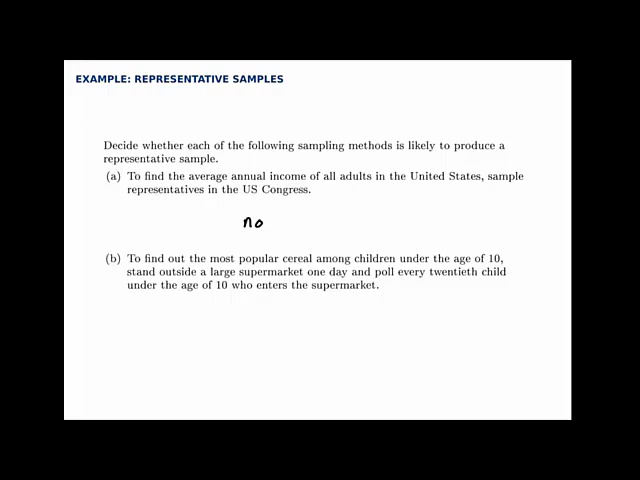 EXAMPLE: REPRESENTATIVE SAMPLES
Decide whether each of the following sampling methods is likely to produce a
representative sample.
(a) To find the average annual income of all adults in the United States, sample
representatives in the US Congress.
no
(b) To find out the most popular cereal among children under the age of 10,
stand outside a large supermarket one day and poll every twentieth child
under the age of 10 who enters the supermarket.